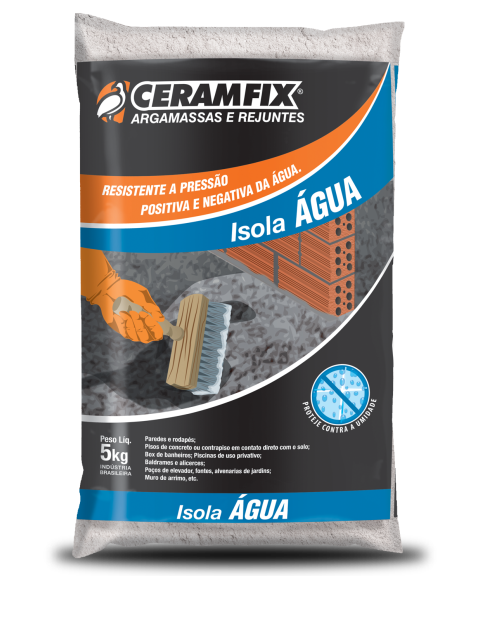 CERAMFIX®
ARGAMASSAS E REJUNTES
RESISTENTE A PRESSÃO
POSITIVA E NEGATIVA DA ÁGUA.
Isola ÁGUA
PROTEJE CONTRA A UMIDADE
Peso Líq.
5kg
INDÚSTRIA
BRASILEIRA
Paredes e rodapés;
Pisos de concreto ou contrapiso em contato direto com o solo;
Box de banheiros; Piscinas de uso privativo;
Baldrames e alicerces;
Poços de elevador, fontes, alvenarias de jardins;
Muro de arrimo, etc.
Isola ÁGUA